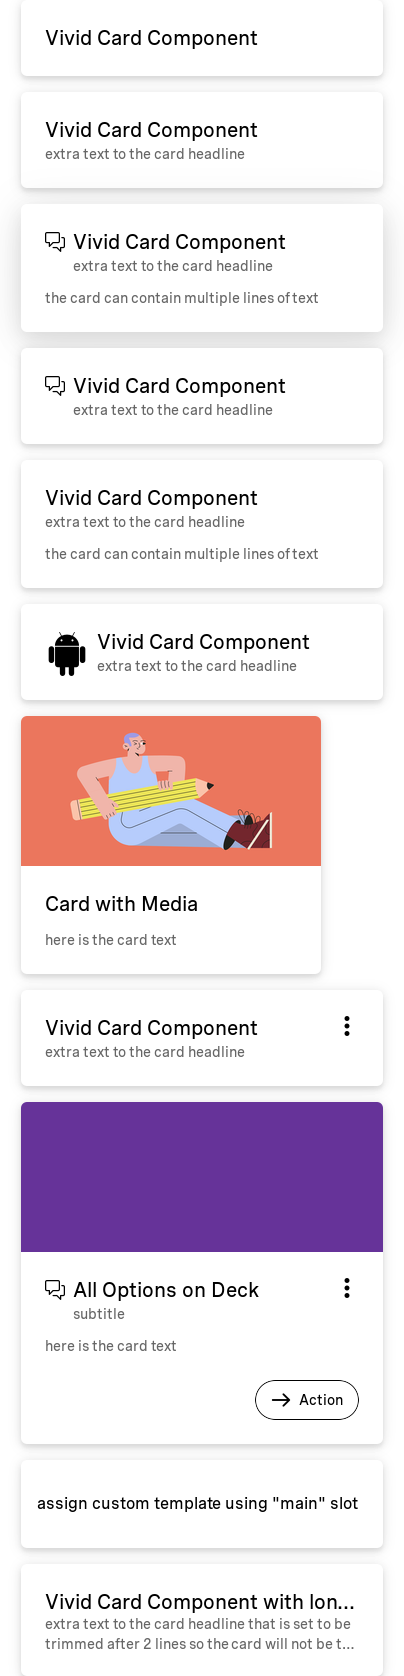 Vivid Card Component
Vivid Card Component
extra text to the card headline
Vivid Card Component
extra text to the card headline
the card can contain multiple lines of text
Vivid Card Component
extra text to the card headline
Vivid Card Component
extra text to the card headline
the card can contain multiple lines of text
Vivid Card Component
extra text to the card headline
Card with Media
here is the card text
Vivid Card Component
extra text to the card headline
All Options on Deck
subtitle
here is the card text
Action
assign custom template using "main" slot
Vivid Card Component with lon...
extra text to the card headline that is set to be
trimmed after 2 lines so the card will not be t...